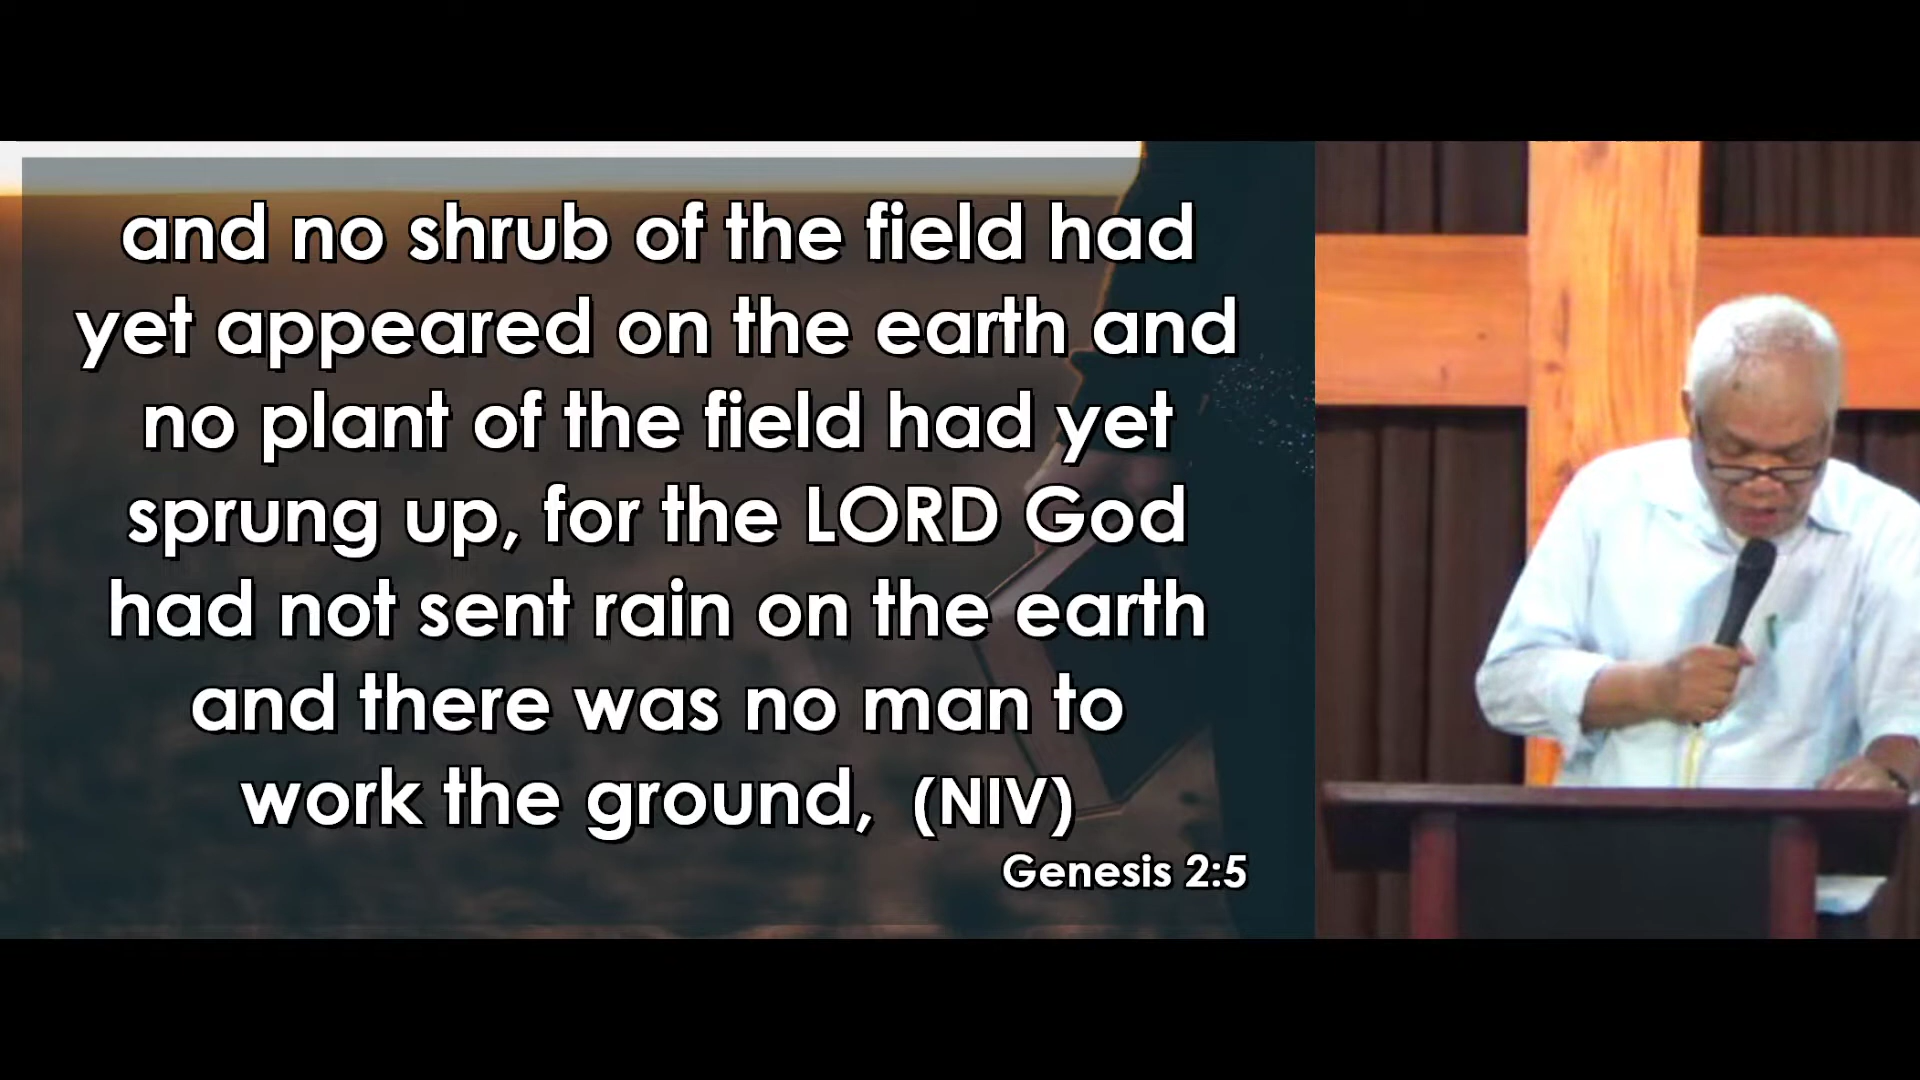 and no shrub of the field had
yet appeared on the earth and
no plant of the field had yet
sprung up, for the LORD God
had not sent rain on the earth
and there was no man to
work the ground, (NIV)
Genesis 2:5